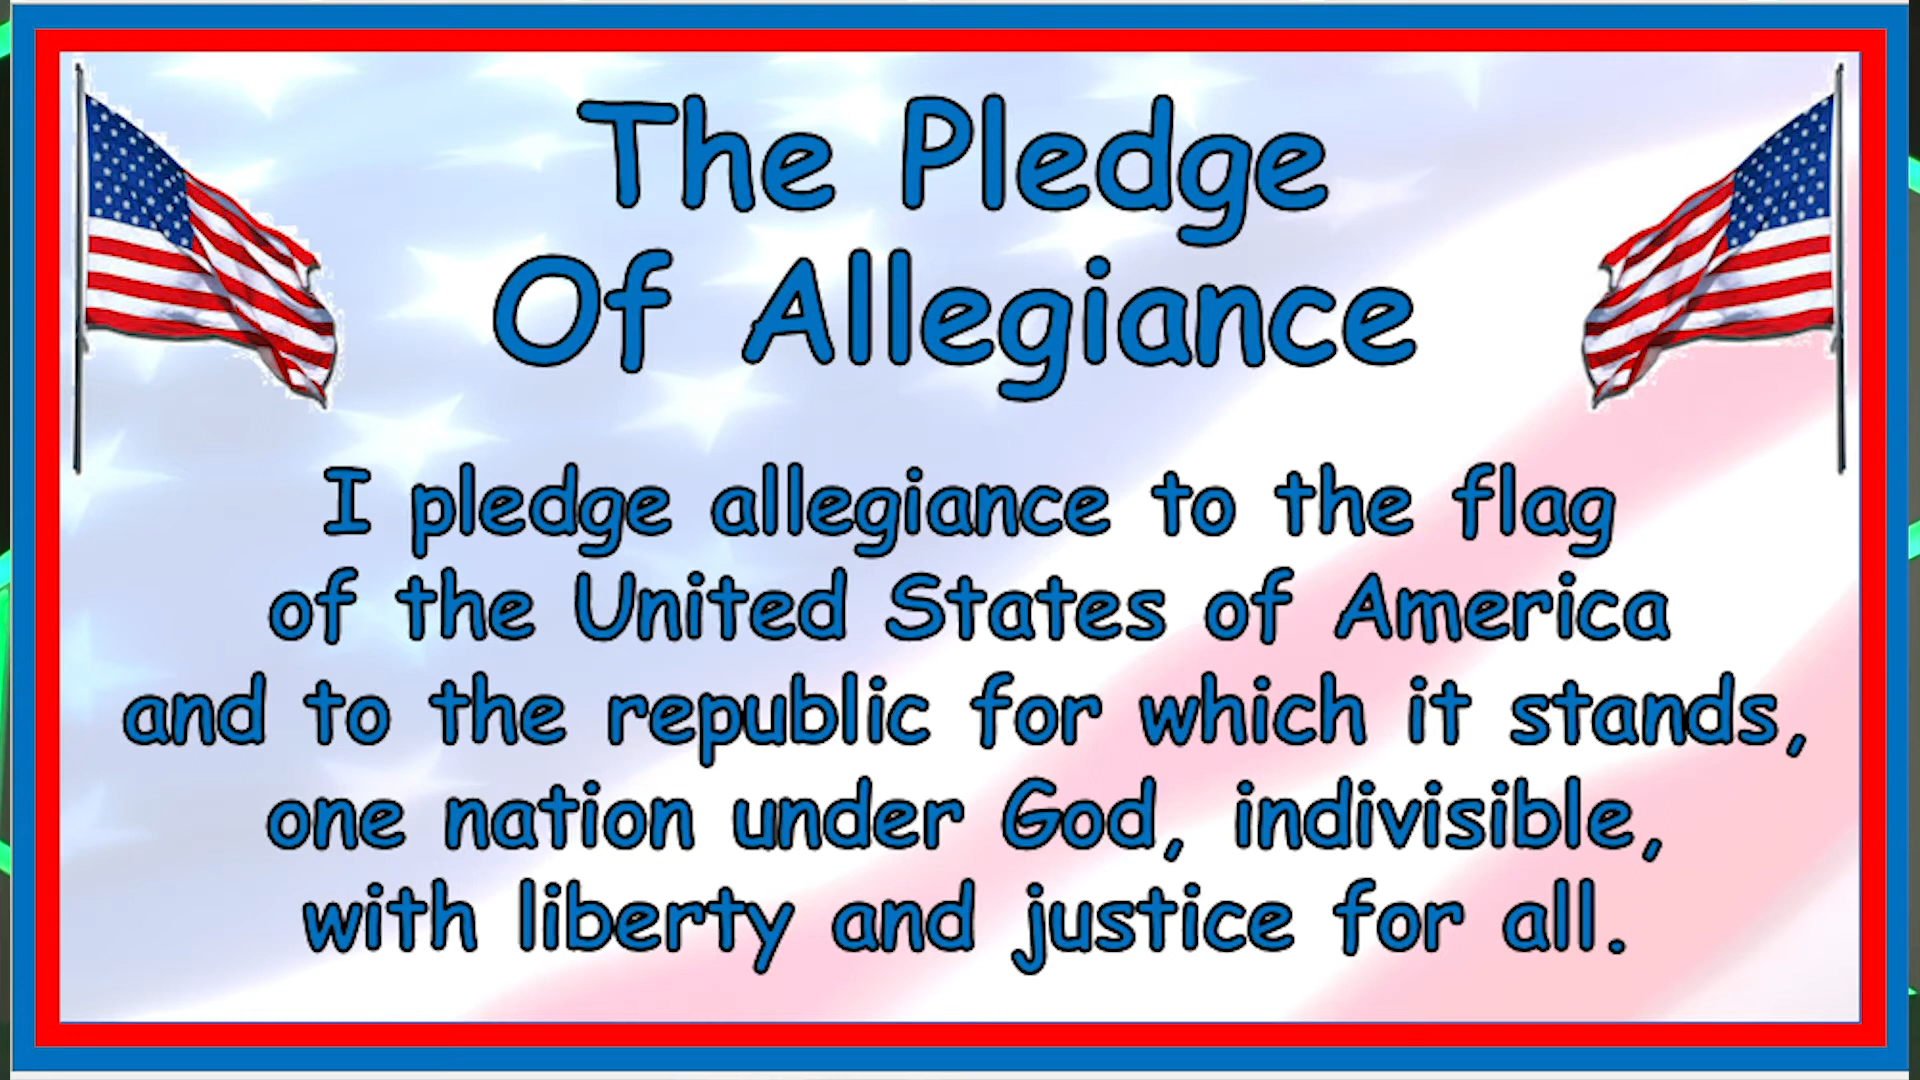 The Pledge
Of Allegiance
I pledge allegiance to the flag
of the United States of America
and to the republic for which it stands,
one nation under God, indivisible,
with liberty and justice for all.